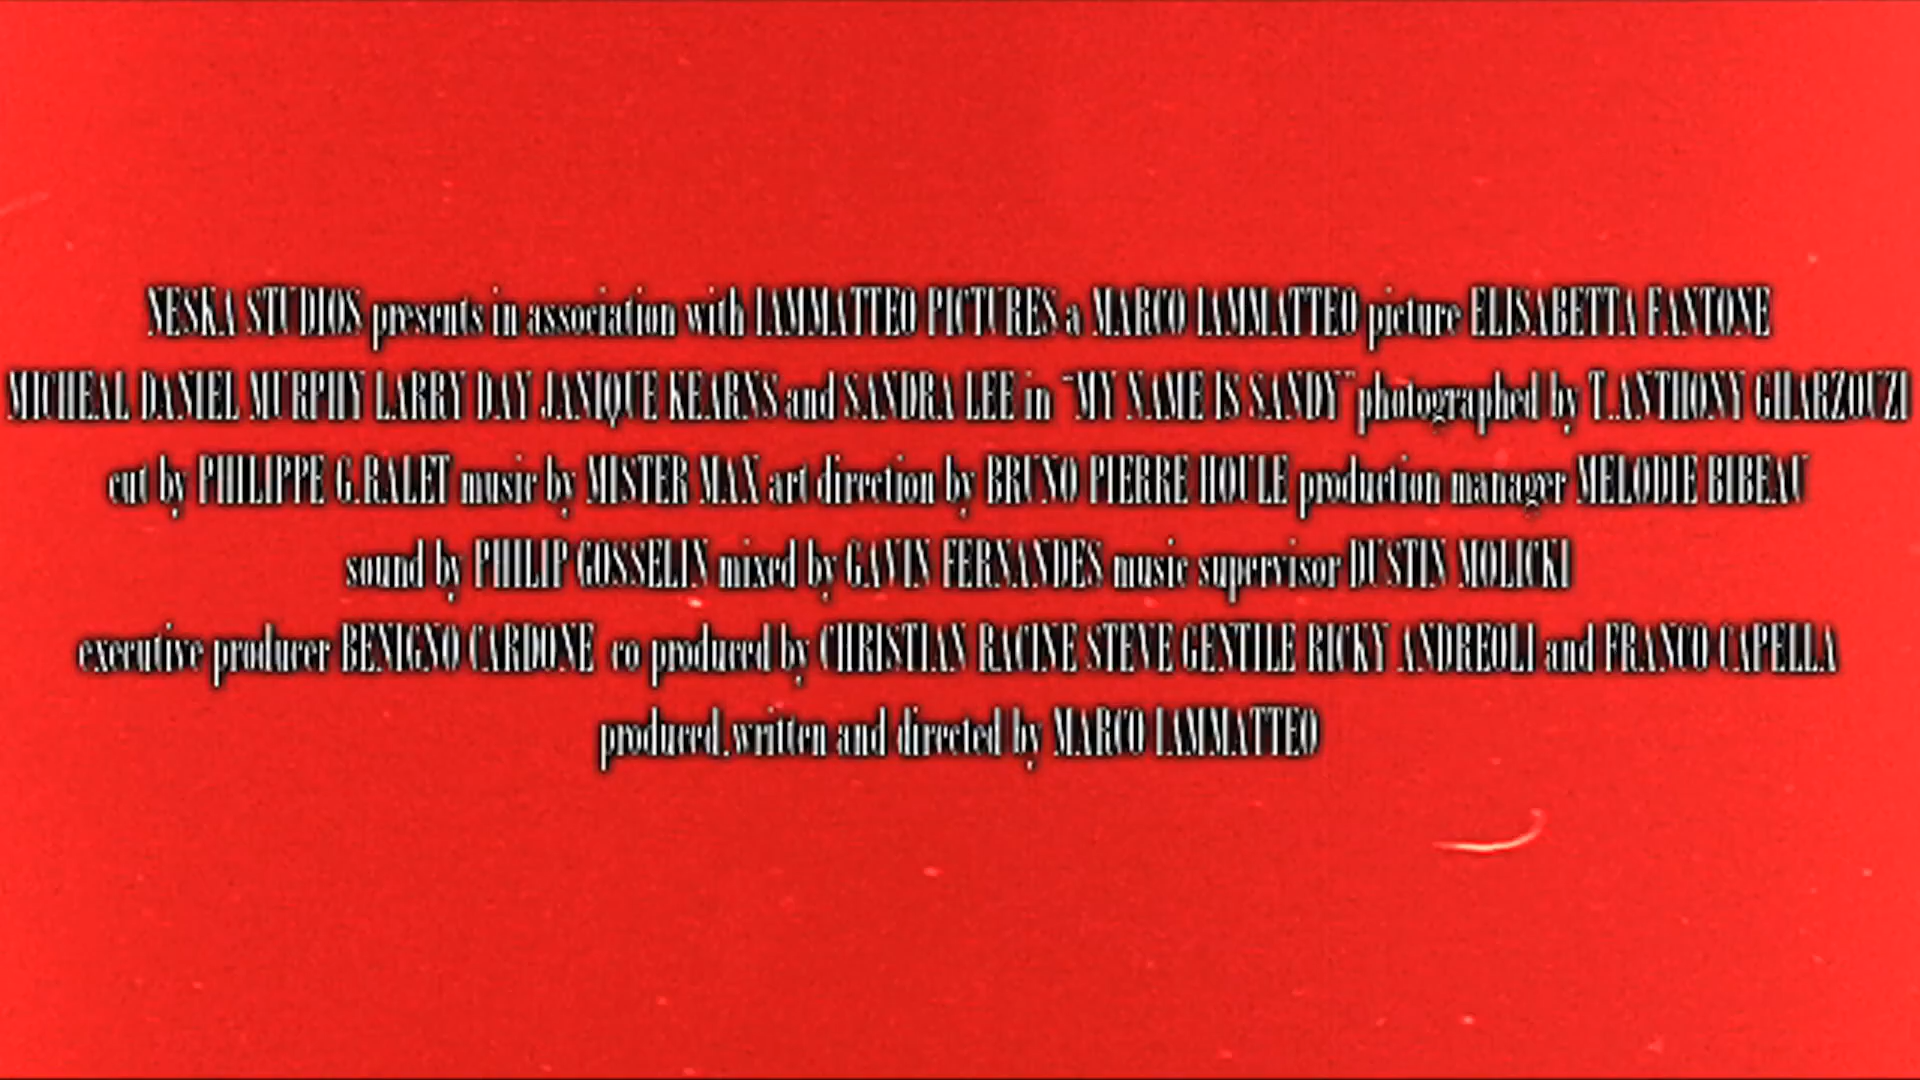 NESKA STUDIOS presents in association with IAMMATTEO PICTURES a MARCO IAMMATTEO picture ELISABETTA FANTONE
MICHEAL DANIEL MURPHY LARRY DAY JANIQUE KEARNS and SANDRA LEE in "MY NAME IS SANDY" photographed by T.ANTHONY GHARZOUZI
cut by PHILIPPE G.RALET music by MISTER MAX art direction by BRUNO PIERRE HOULE production manager MELODIE BIBEAU
sound by PHILIP GOSSELIN mixed by GAVIN FERNANDES music supervisor DUSTIN MOLICKI
executive producer BENIGNO CARDONE co produced by CHRISTIAN RACINE STEVE GENTILE RICKY ANDREOLI and FRANCO CAPELLA
produced,written and directed by MARCO IAMMATTEO